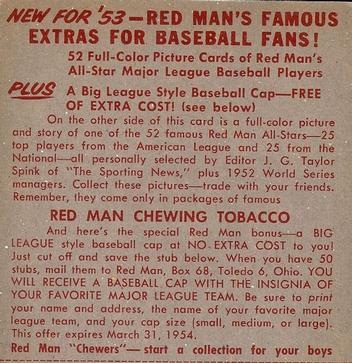 NEW FOR '53—RED MAN'S FAMOUS
EXTRAS FOR BASEBALL FANS!
52 Full-Color Picture Cards of Red Man's
All-Star Major League Baseball Players
PLUS A Big League Style Baseball Cap—FREE
OF EXTRA COST! (see below)
On the other side of this card is a full-color picture
and story of one of the 52 famous Red Man All-Stars—25
top players from the American League and 25 from the
National—all personally selected by Editor J. G. Taylor
Spink of "The Sporting News," plus 1952 World Series
managers. Collect these pictures—trade with your friends.
Remember, they come only in packages of famous
RED MAN CHEWING TOBACCO
And here's the special Red Man bonus—a BIG
LEAGUE style baseball cap at NO EXTRA COST to you!
Just cut off and save the stub below. When you have 50
stubs, mail them to Red Man, Box 68, Toledo 6, Ohio. YOU
WILL RECEIVE A BASEBALL CAP WITH THE INSIGNIA OF
YOUR FAVORITE MAJOR LEAGUE TEAM. Be sure to print
your name and address, the name of your favorite major
league team, and your cap size (small, medium, or large).
This offer expires March 31, 1954.
Red Man "Chewers"—start a collection for your boys